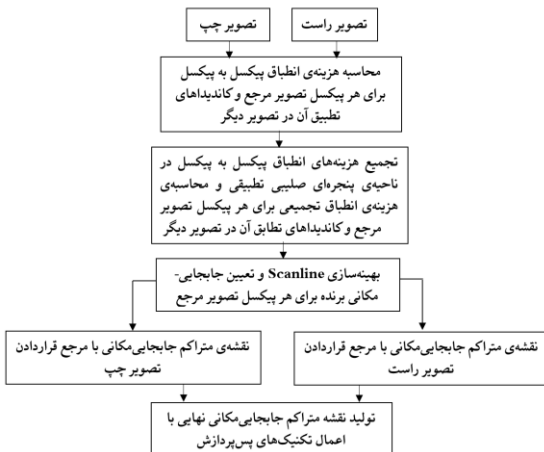 تصویر راست
تصویر چپ
محاسبه هزینه‌ی انطباق پیکسل به پیکسل
برای هر پیکسل تصویر مرجع و کاندیداهای
تطبیق آن در تصویر دیگر
تجمیع هزینه‌های انطباق پیکسل به پیکسل در
ناحیه‌ی پنجره‌ای صلیبی تطبیقی و محاسبه‌ی
هزینه‌ی انطباق تجمیعی برای هر پیکسل تصویر
مرجع و کاندیداهای تطابق آن در تصویر دیگر
بهینه‌سازی Scanline و تعیین جابجایی-
مکانی برنده برای هر پیکسل تصویر مرجع
نقشه‌ی متراکم جابجایی‌مکانی با مرجع قراردادن
تصویر راست
نقشه‌ی متراکم جابجایی‌مکانی با مرجع قراردادن
تصویر چپ
تولید نقشه متراکم جابجایی‌مکانی نهایی با
اعمال تکنیک‌های پس‌پردازش